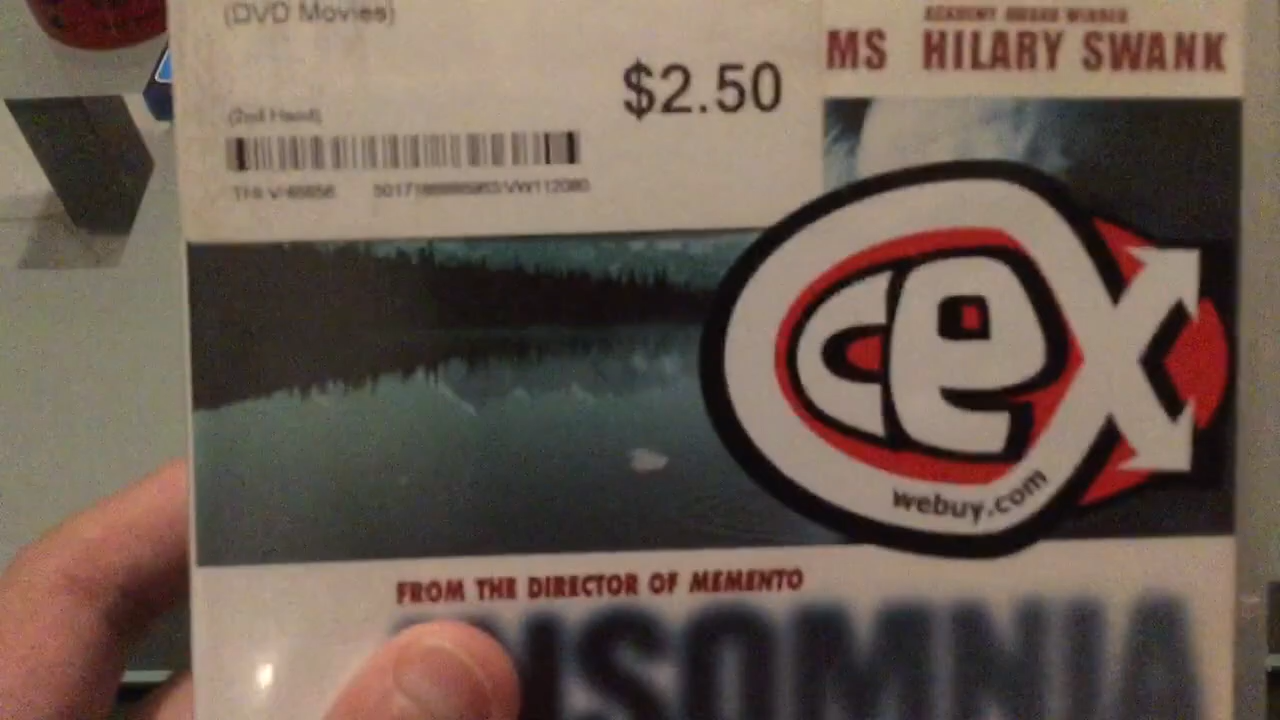 (DVD Movies)
$2.50
(2nd Hand)
ACADEMY AWARD WINNER
MS HILARY SWANK
cex
webuy.com
FROM THE DIRECTOR OF MEMENTO
INSOMNIA